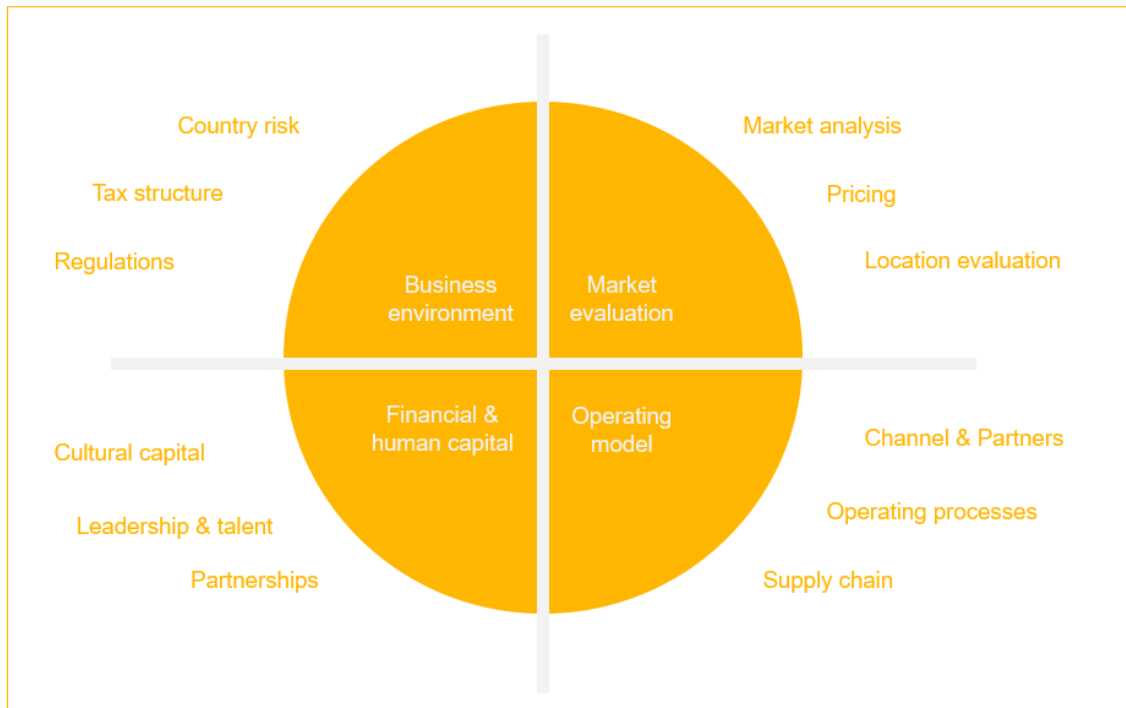 Country risk
Tax structure
Regulations
Business
environment
Market analysis
Pricing
Location evaluation
Market
evaluation
Financial &
human capital
Cultural capital
Leadership & talent
Partnerships
Operating
model
Channel & Partners
Operating processes
Supply chain